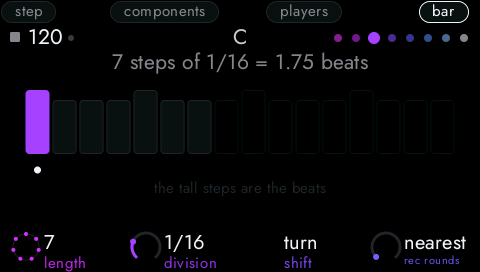 step components players bar
120 C
7 steps of 1/16 = 1.75 beats
the tall steps are the beats
7 1/16 turn nearest
length division shift rec rounds